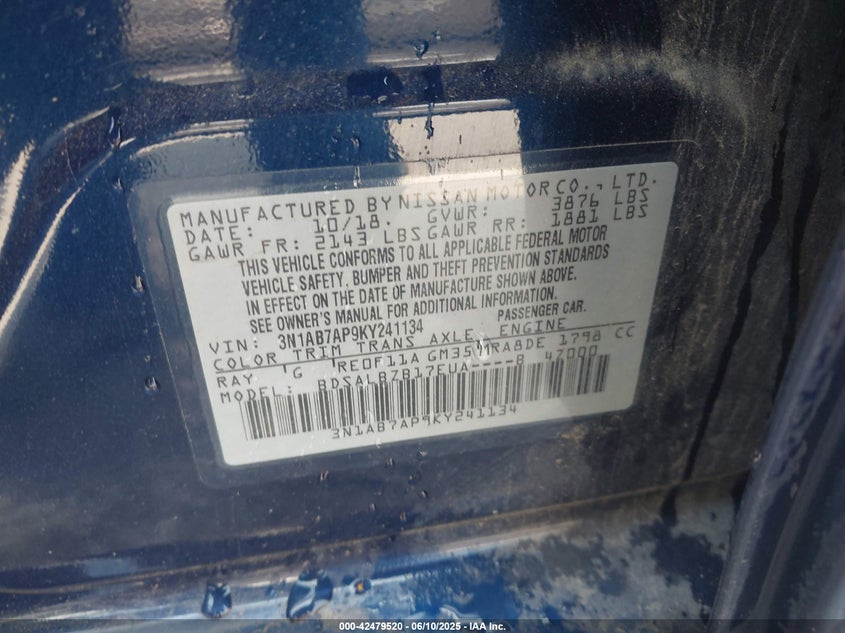 MANUFACTURED BY NISSAN MOTOR CO., LTD.
DATE: 10/18. GVWR: 3876 LBS
GAWR FR: 2143 LBS GAWR RR: 1881 LBS
THIS VEHICLE CONFORMS TO ALL APPLICABLE FEDERAL MOTOR
VEHICLE SAFETY, BUMPER AND THEFT PREVENTION STANDARDS
IN EFFECT ON THE DATE OF MANUFACTURE SHOWN ABOVE.
SEE OWNER'S MANUAL FOR ADDITIONAL INFORMATION.
VIN: 3N1AB7AP9KY241134 PASSENGER CAR.
COLOR TRIM TRANS AXLE ENGINE
RAY G RE0F11A GM35 MRA8DE 1798 CC
MODEL: BDSALBZB17EUA----B 47000
3N1AB7AP9KY241134
000-42479520 - 06/10/2025 - IAA Inc.